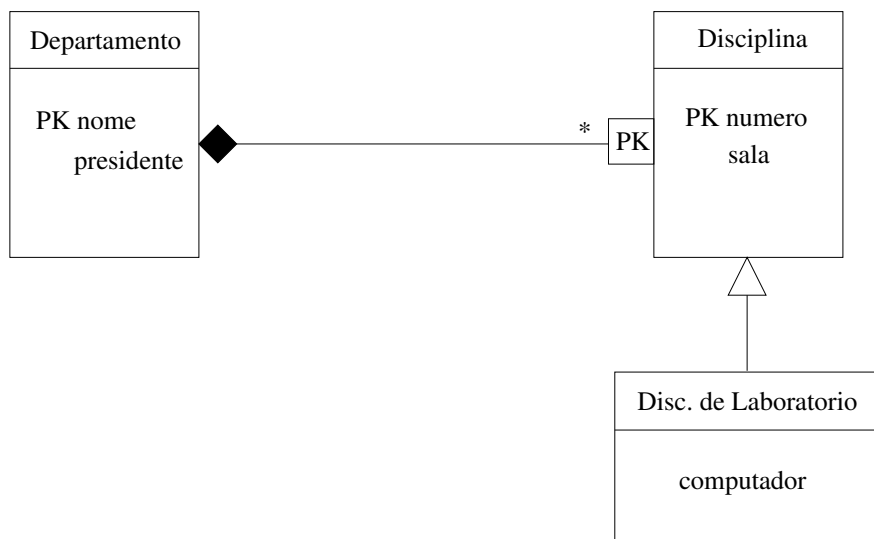 Departamento
PK nome
presidente
*
PK
Disciplina
PK numero
sala
Disc. de Laboratorio
computador